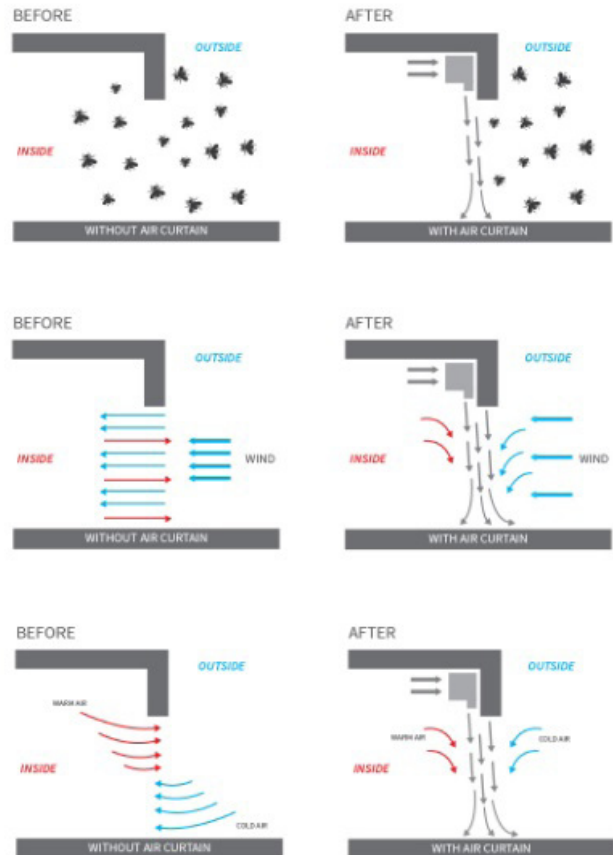 BEFORE
OUTSIDE
INSIDE
WITHOUT AIR CURTAIN
AFTER
OUTSIDE
INSIDE
WITH AIR CURTAIN
BEFORE
OUTSIDE
INSIDE
WIND
WITHOUT AIR CURTAIN
AFTER
OUTSIDE
INSIDE
WIND
WITH AIR CURTAIN
BEFORE
OUTSIDE
WARM AIR
INSIDE
COLD AIR
WITHOUT AIR CURTAIN
AFTER
OUTSIDE
WARM AIR
COLD AIR
INSIDE
WITH AIR CURTAIN